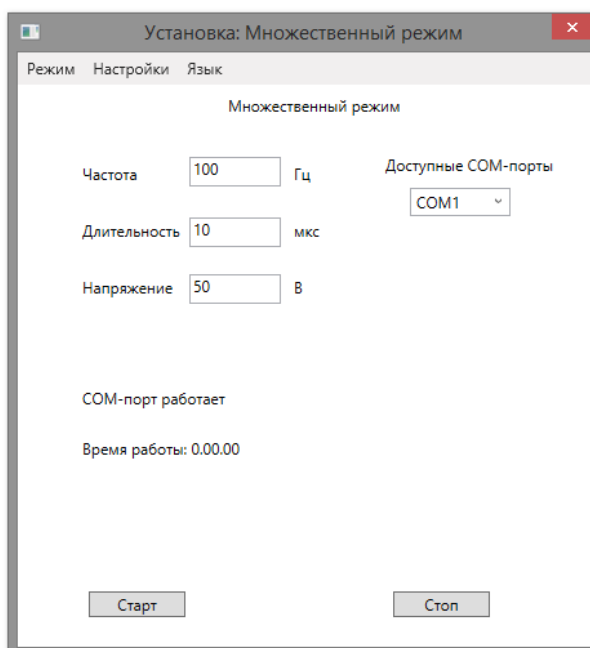 Установка: Множественный режим
Режим Настройки Язык
Множественный режим
Доступные COM-порты
Частота 100 Гц
COM1
Длительность 10 мкс
Напряжение 50 В
COM-порт работает
Время работы: 0.00.00
Старт Стоп